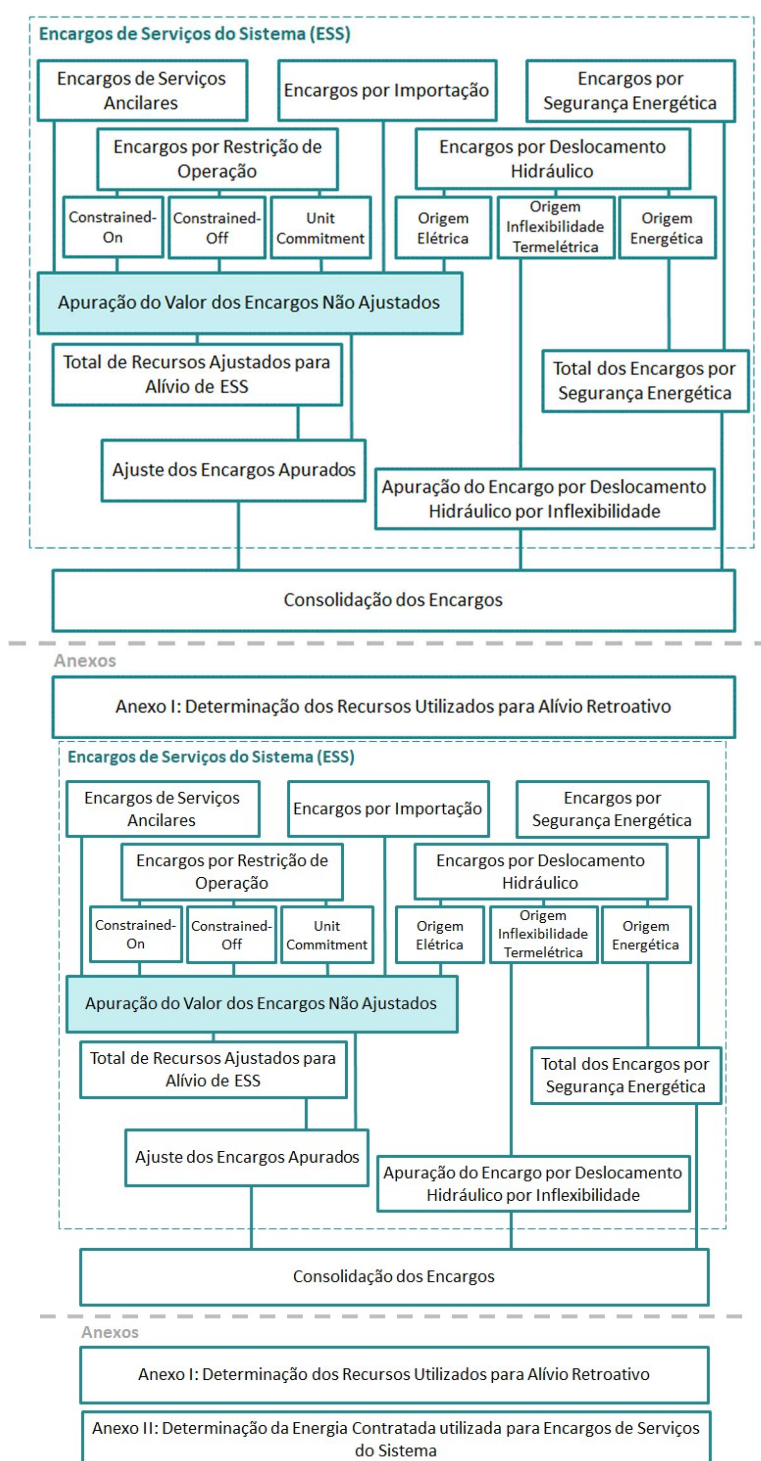 Encargos de Serviços do Sistema (ESS)
Encargos de Serviços
Ancilares
Encargos por Importação
Encargos por
Segurança Energética
Encargos por Restrição de
Operação
Encargos por Deslocamento
Hidráulico
Constrained-
On
Constrained-
Off
Unit
Commitment
Origem
Elétrica
Origem
Inflexibilidade
Termelétrica
Origem
Energética
Apuração do Valor dos Encargos Não Ajustados
Total de Recursos Ajustados para
Alívio de ESS
Total dos Encargos por
Segurança Energética
Ajuste dos Encargos Apurados
Apuração do Encargo por Deslocamento
Hidráulico por Inflexibilidade
Consolidação dos Encargos
Anexos
Anexo I: Determinação dos Recursos Utilizados para Alívio Retroativo
Encargos de Serviços do Sistema (ESS)
Encargos de Serviços
Ancilares
Encargos por Importação
Encargos por
Segurança Energética
Encargos por Restrição de
Operação
Encargos por Deslocamento
Hidráulico
Constrained-
On
Constrained-
Off
Unit
Commitment
Origem
Elétrica
Origem
Inflexibilidade
Termelétrica
Origem
Energética
Apuração do Valor dos Encargos Não Ajustados
Total de Recursos Ajustados para
Alívio de ESS
Total dos Encargos por
Segurança Energética
Ajuste dos Encargos Apurados
Apuração do Encargo por Deslocamento
Hidráulico por Inflexibilidade
Consolidação dos Encargos
Anexos
Anexo I: Determinação dos Recursos Utilizados para Alívio Retroativo
Anexo II: Determinação da Energia Contratada utilizada para Encargos de Serviços
do Sistema